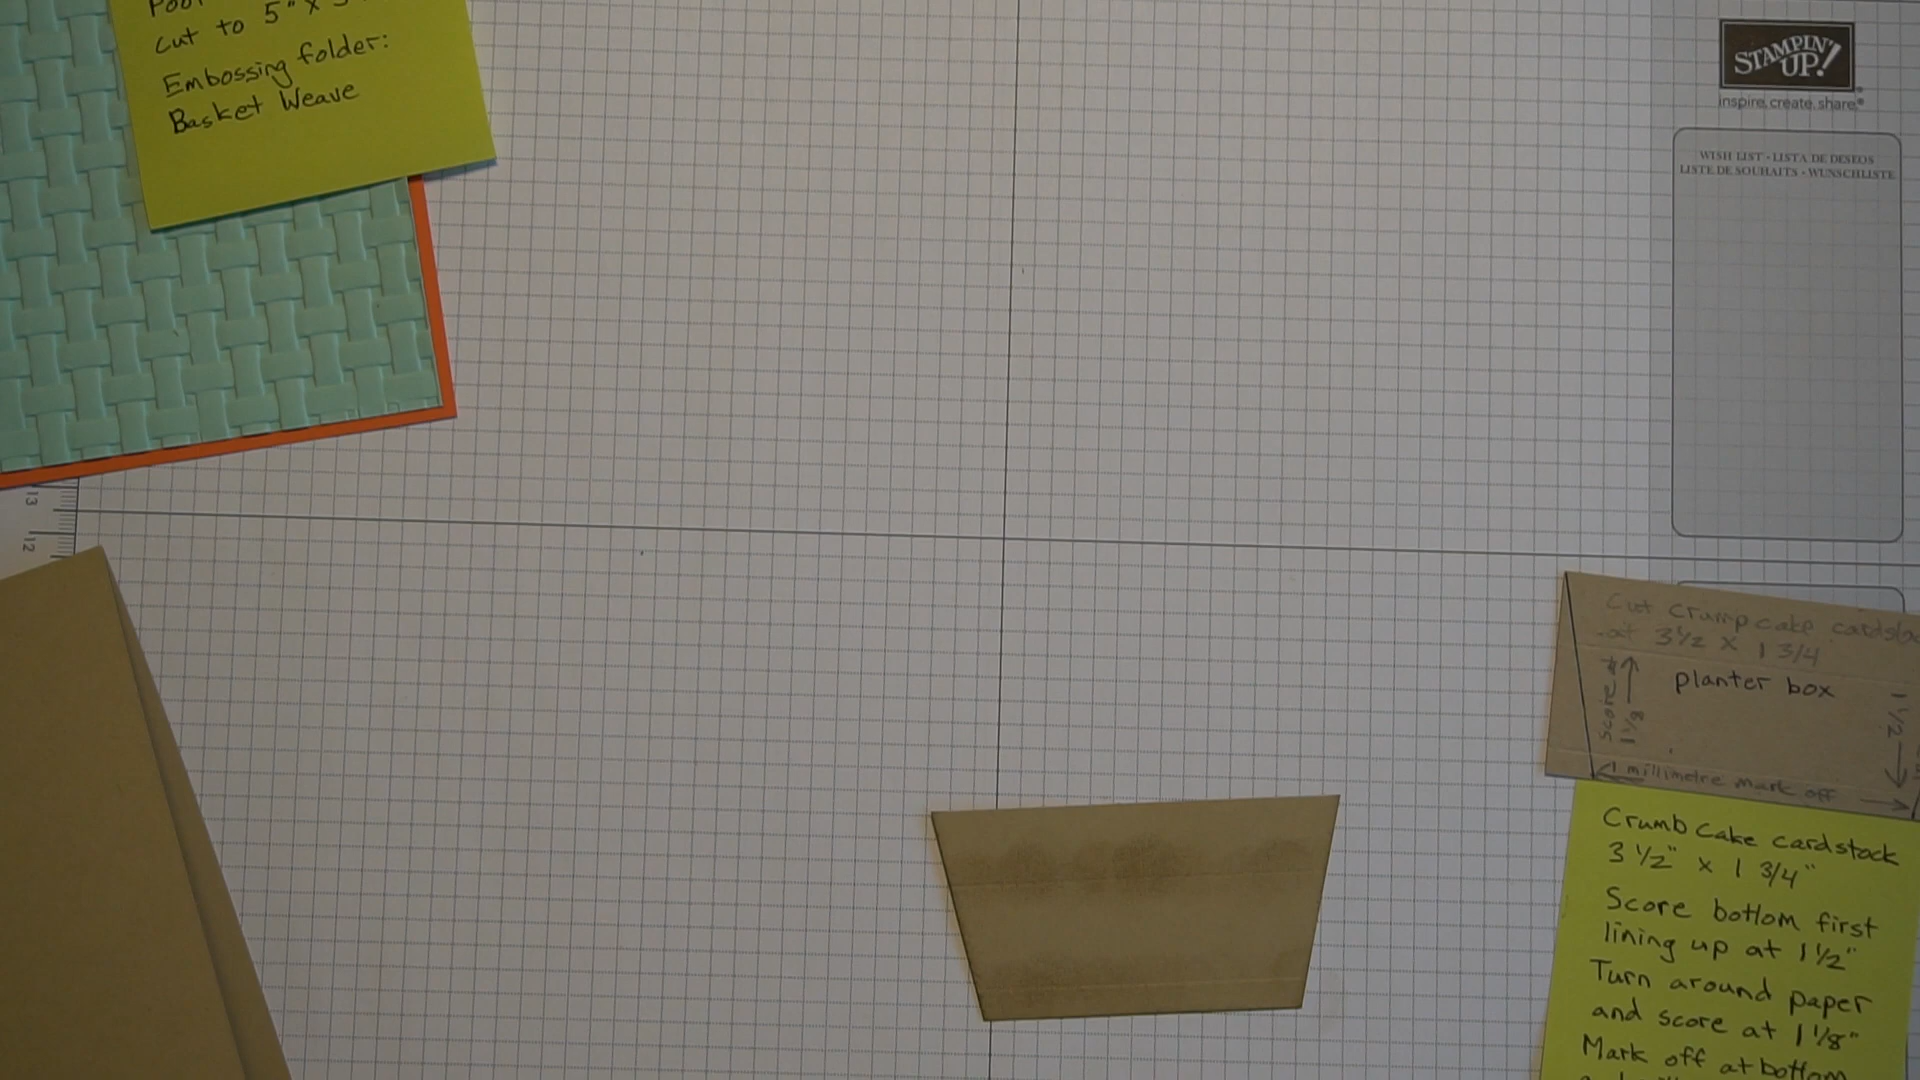 Cut to 5" x
Embossing folder:
Basket Weave
STAMPIN' UP!
inspire. create. share.®
WISH LIST • LISTA DE DESEOS
LISTE DE SOUHAITS • WUNSCHLISTE
13
12
Cut Crump cake
at 3 1/2 x 1 3/4
planter box
Score at
1 1/8
1 1/2
1 millimetre mark off
Crumb Cake cardstock
3 1/2" x 1 3/4"
Score bottom first
lining up at 1 1/2"
Turn around paper
and score at 1 1/8"
Mark off at bottom